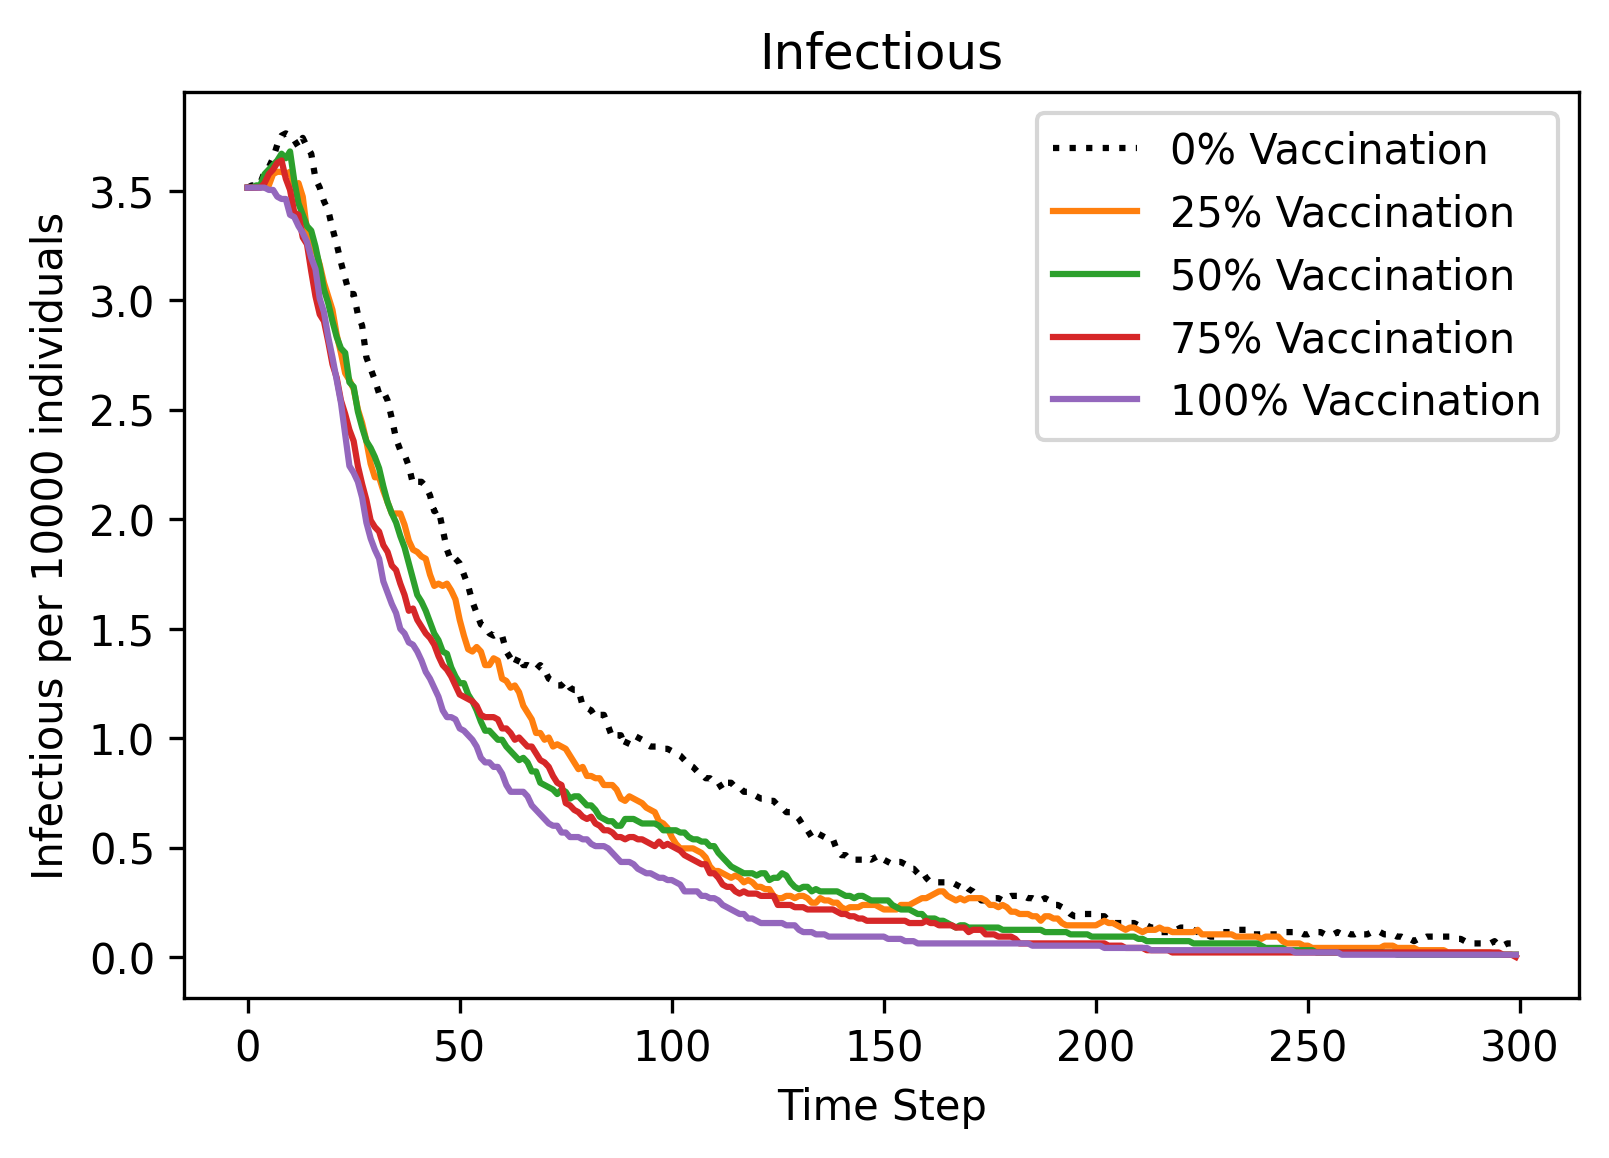 Infectious
Infectious per 10000 individuals
3.5
3.0
2.5
2.0
1.5
1.0
0.5
0.0
0% Vaccination
25% Vaccination
50% Vaccination
75% Vaccination
100% Vaccination
0 50 100 150 200 250 300
Time Step